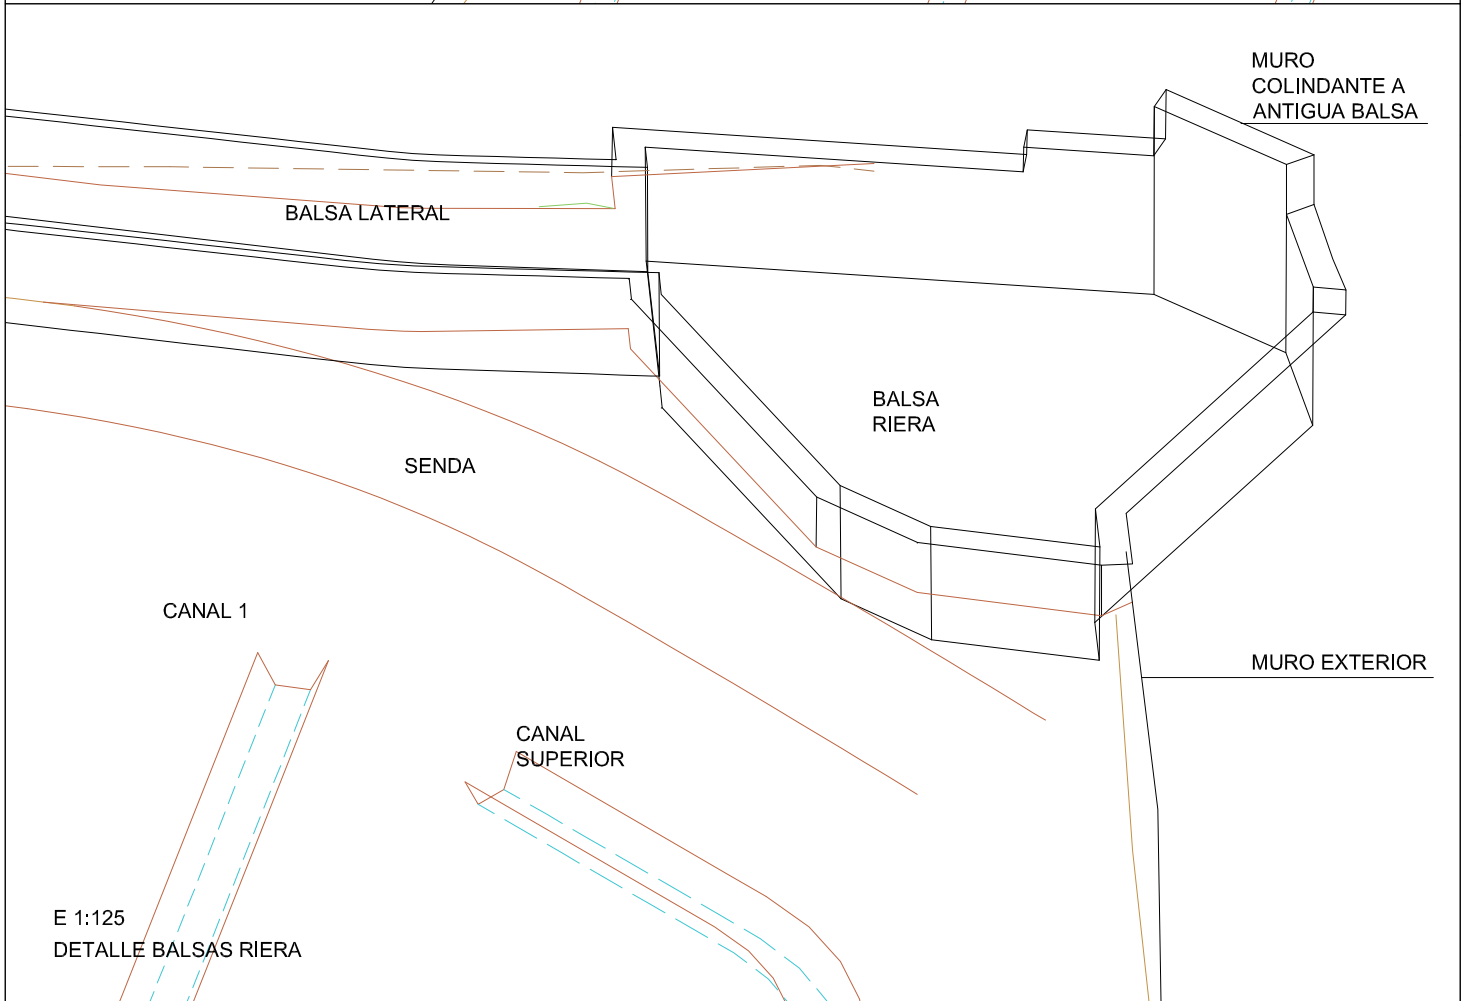 MURO
COLINDANTE A
ANTIGUA BALSA
BALSA LATERAL
BALSA
RIERA
SENDA
CANAL 1
MURO EXTERIOR
CANAL
SUPERIOR
E 1:125
DETALLE BALSAS RIERA